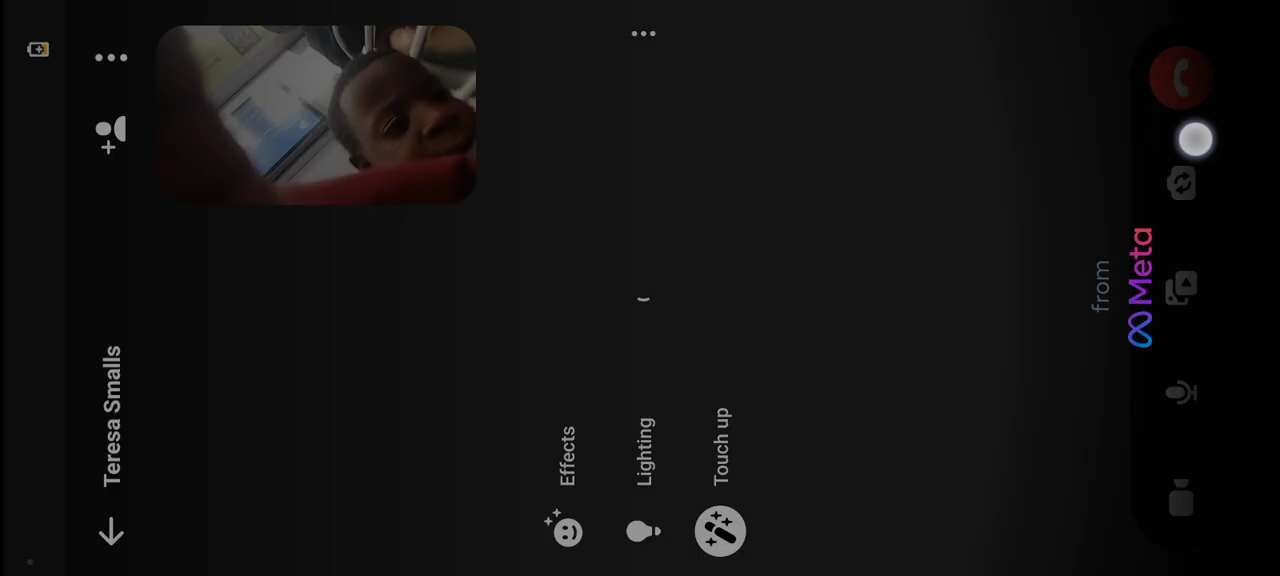 Teresa Smalls
Effects
Lighting
Touch up
from
Meta